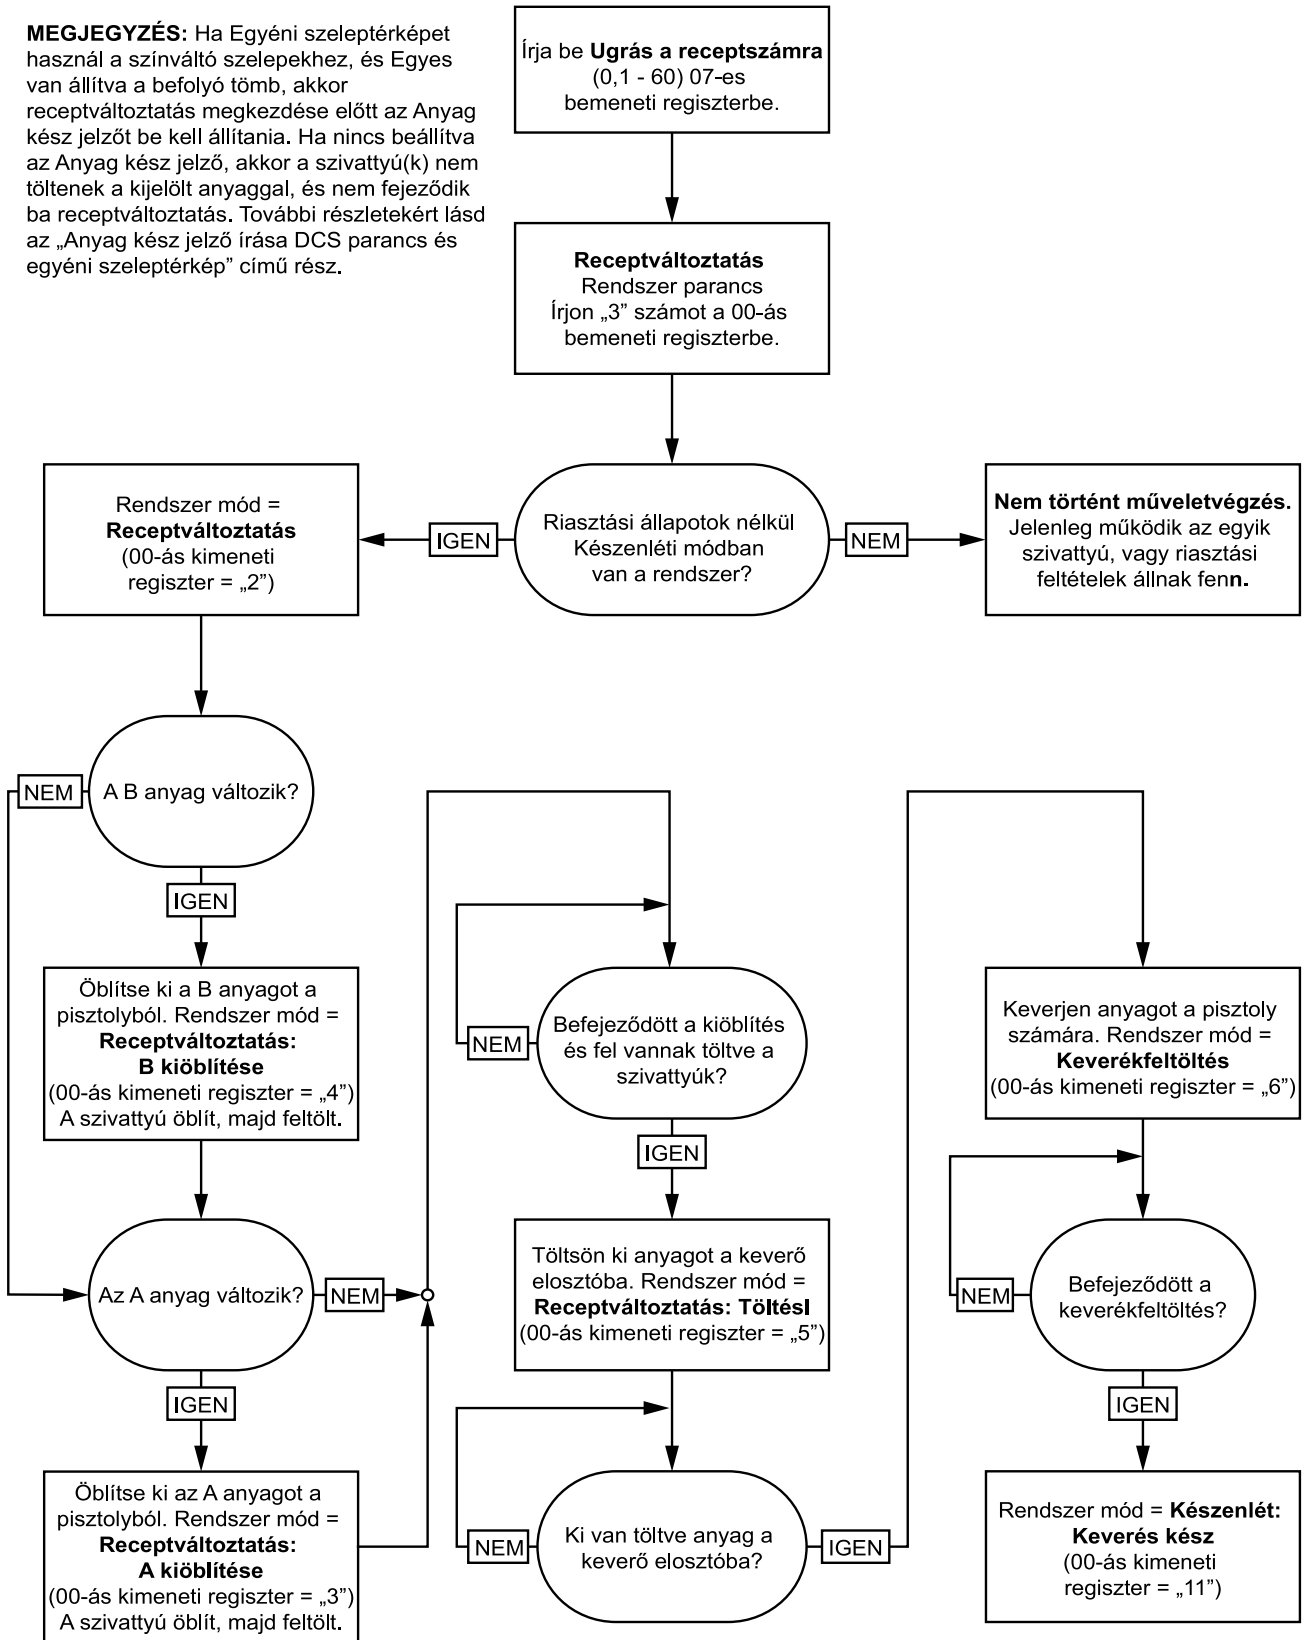 MEGJEGYZÉS: Ha Egyéni szeleptérképet
használ a színváltó szelepekhez, és Egyes
van állítva a befolyó tömb, akkor
receptváltoztatás megkezdése előtt az Anyag
kész jelzőt be kell állítania. Ha nincs beállítva
az Anyag kész jelző, akkor a szivattyú(k) nem
töltenek a kijelölt anyaggal, és nem fejeződik
ba receptváltoztatás. További részletekért lásd
az „Anyag kész jelző írása DCS parancs és
egyéni szeleptérkép” című rész.
Írja be Ugrás a receptszámra
(0,1 - 60) 07-es
bemeneti regiszterbe.
Receptváltoztatás
Rendszer parancs
Írjon „3” számot a 00-ás
bemeneti regiszterbe.
Rendszer mód =
Receptváltoztatás
(00-ás kimeneti
regiszter = „2”)
IGEN
Riasztási állapotok nélkül
Készenléti módban
van a rendszer?
NEM
Nem történt műveletvégzés.
Jelenleg működik az egyik
szivattyú, vagy riasztási
feltételek állnak fenn.
NEM
A B anyag változik?
IGEN
Öblítse ki a B anyagot a
pisztolyból. Rendszer mód =
Receptváltoztatás:
B kiöblítése
(00-ás kimeneti regiszter = „4”)
A szivattyú öblít, majd feltölt.
Az A anyag változik?
NEM
IGEN
Öblítse ki az A anyagot a
pisztolyból. Rendszer mód =
Receptváltoztatás:
A kiöblítése
(00-ás kimeneti regiszter = „3”)
A szivattyú öblít, majd feltölt.
NEM
Befejeződött a kiöblítés
és fel vannak töltve a
szivattyúk?
IGEN
Töltsön ki anyagot a keverő
elosztóba. Rendszer mód =
Receptváltoztatás: Töltésl
(00-ás kimeneti regiszter = „5”)
NEM
Ki van töltve anyag a
keverő elosztóba?
IGEN
Keverjen anyagot a pisztoly
számára. Rendszer mód =
Keverékfeltöltés
(00-ás kimeneti regiszter = „6”)
NEM
Befejeződött a
keverékfeltöltés?
IGEN
Rendszer mód = Készenlét:
Keverés kész
(00-ás kimeneti
regiszter = „11”)